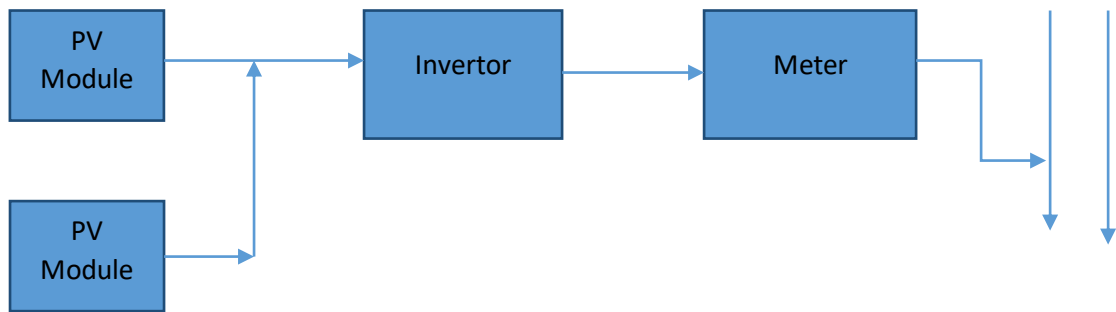 PV
Module
Invertor
Meter
PV
Module